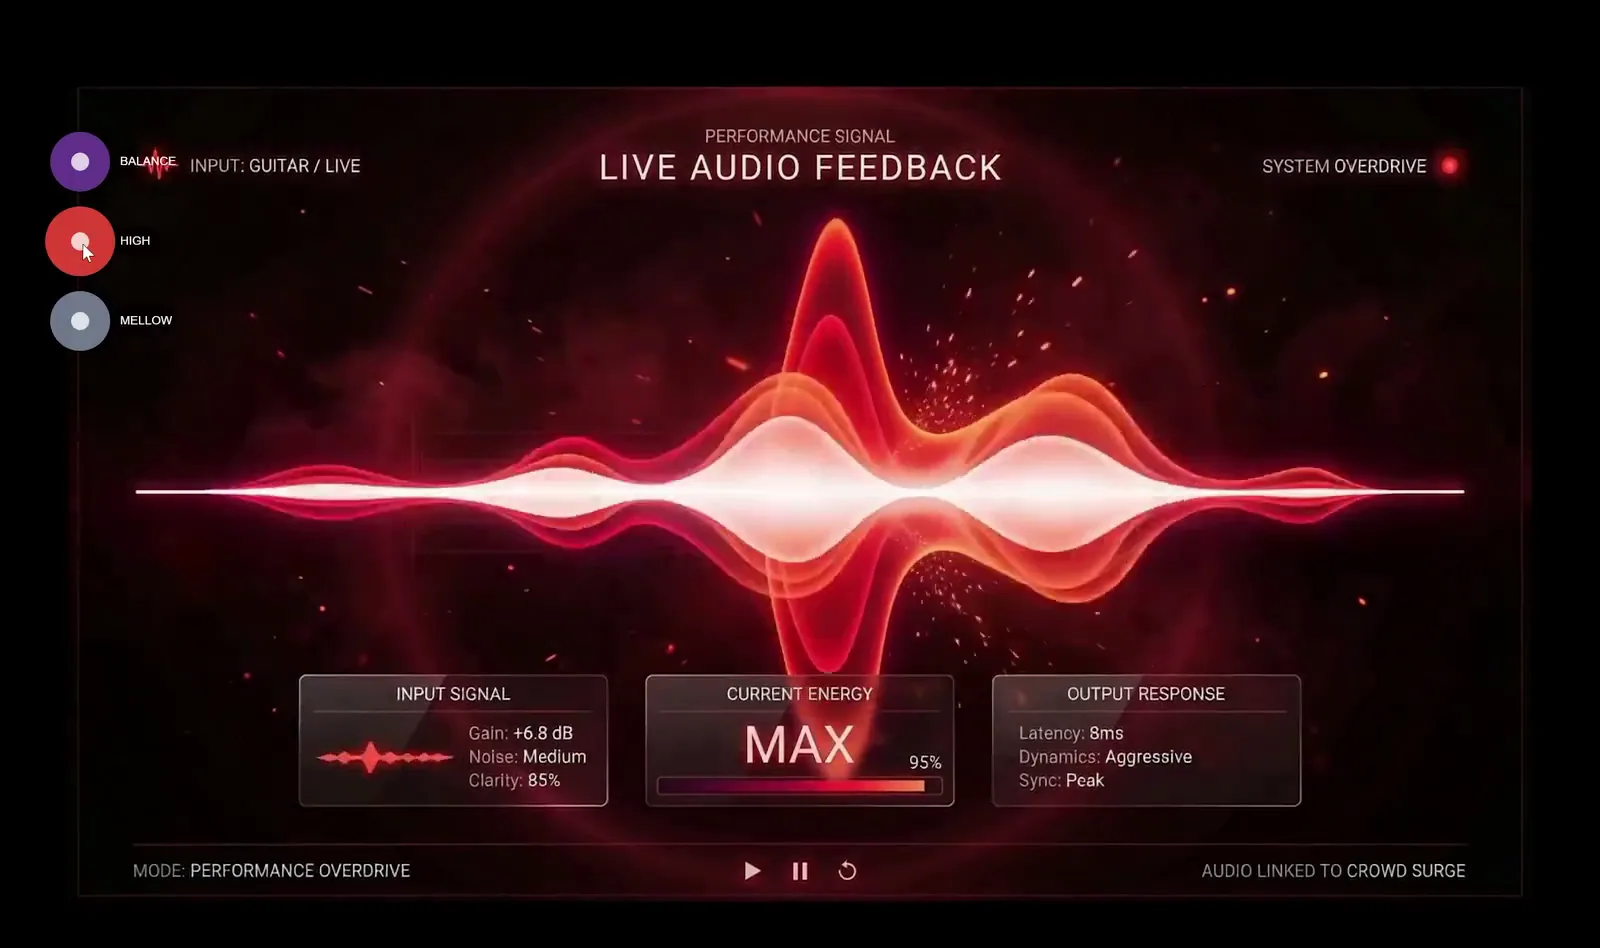 PERFORMANCE SIGNAL
LIVE AUDIO FEEDBACK
BALANCE
INPUT: GUITAR / LIVE
SYSTEM OVERDRIVE
HIGH
MELLOW
INPUT SIGNAL
Gain: +6.8 dB
Noise: Medium
Clarity: 85%
CURRENT ENERGY
MAX
95%
OUTPUT RESPONSE
Latency: 8ms
Dynamics: Aggressive
Sync: Peak
MODE: PERFORMANCE OVERDRIVE
AUDIO LINKED TO CROWD SURGE